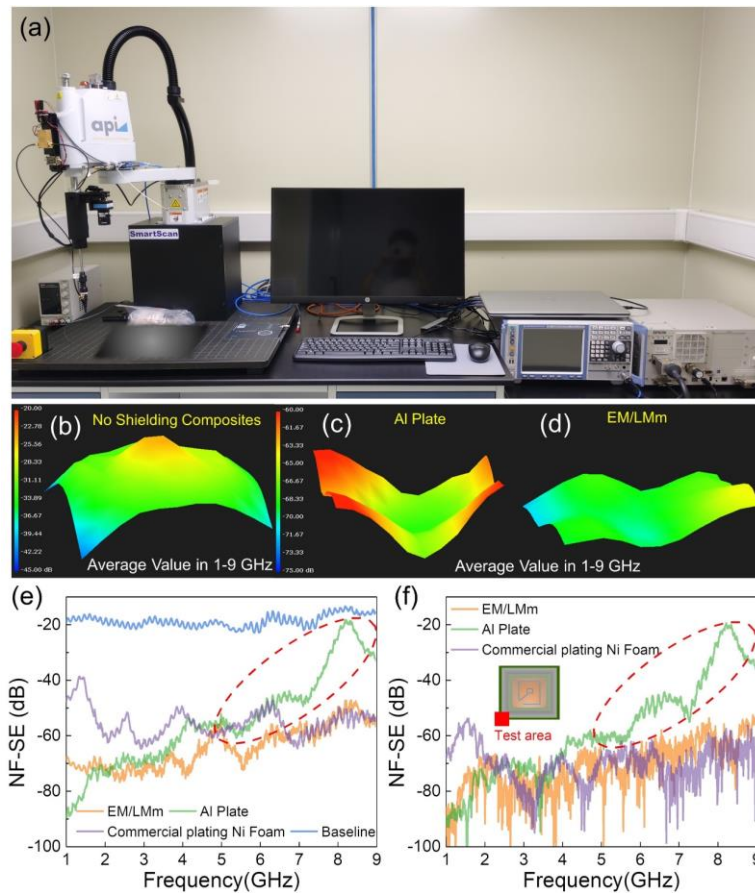 (a)
api
SmartScan
(b)
No Shielding Composites
(c)
Al Plate
(d)
EM/LMm
-20.00
-22.78
-25.56
-28.33
-31.11
-33.89
-36.67
-39.44
-42.22
-45.00 dB
-60.00
-61.67
-63.33
-65.00
-66.67
-68.33
-70.00
-71.67
-73.33
-75.00 dB
Average Value in 1-9 GHz
Average Value in 1-9 GHz
(e)
-20
-40
-60
-80
-100
NF-SE (dB)
EM/LMm
Al Plate
Commercial plating Ni Foam
Baseline
1 2 3 4 5 6 7 8 9
Frequency(GHz)
(f)
EM/LMm
Al Plate
Commercial plating Ni Foam
Test area
-20
-40
-60
-80
-100
NF-SE (dB)
1 2 3 4 5 6 7 8 9
Frequency(GHz)